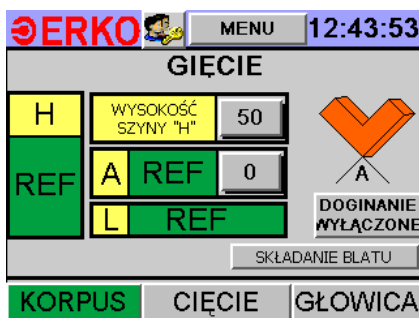 ERKO MENU 12:43:53
GIĘCIE
H WYSOKOŚĆ
SZYNY "H" 50
REF A REF 0 A
DOGINANIE
WYŁĄCZONE
L REF
SKŁADANIE BLATU
KORPUS CIĘCIE GŁOWICA